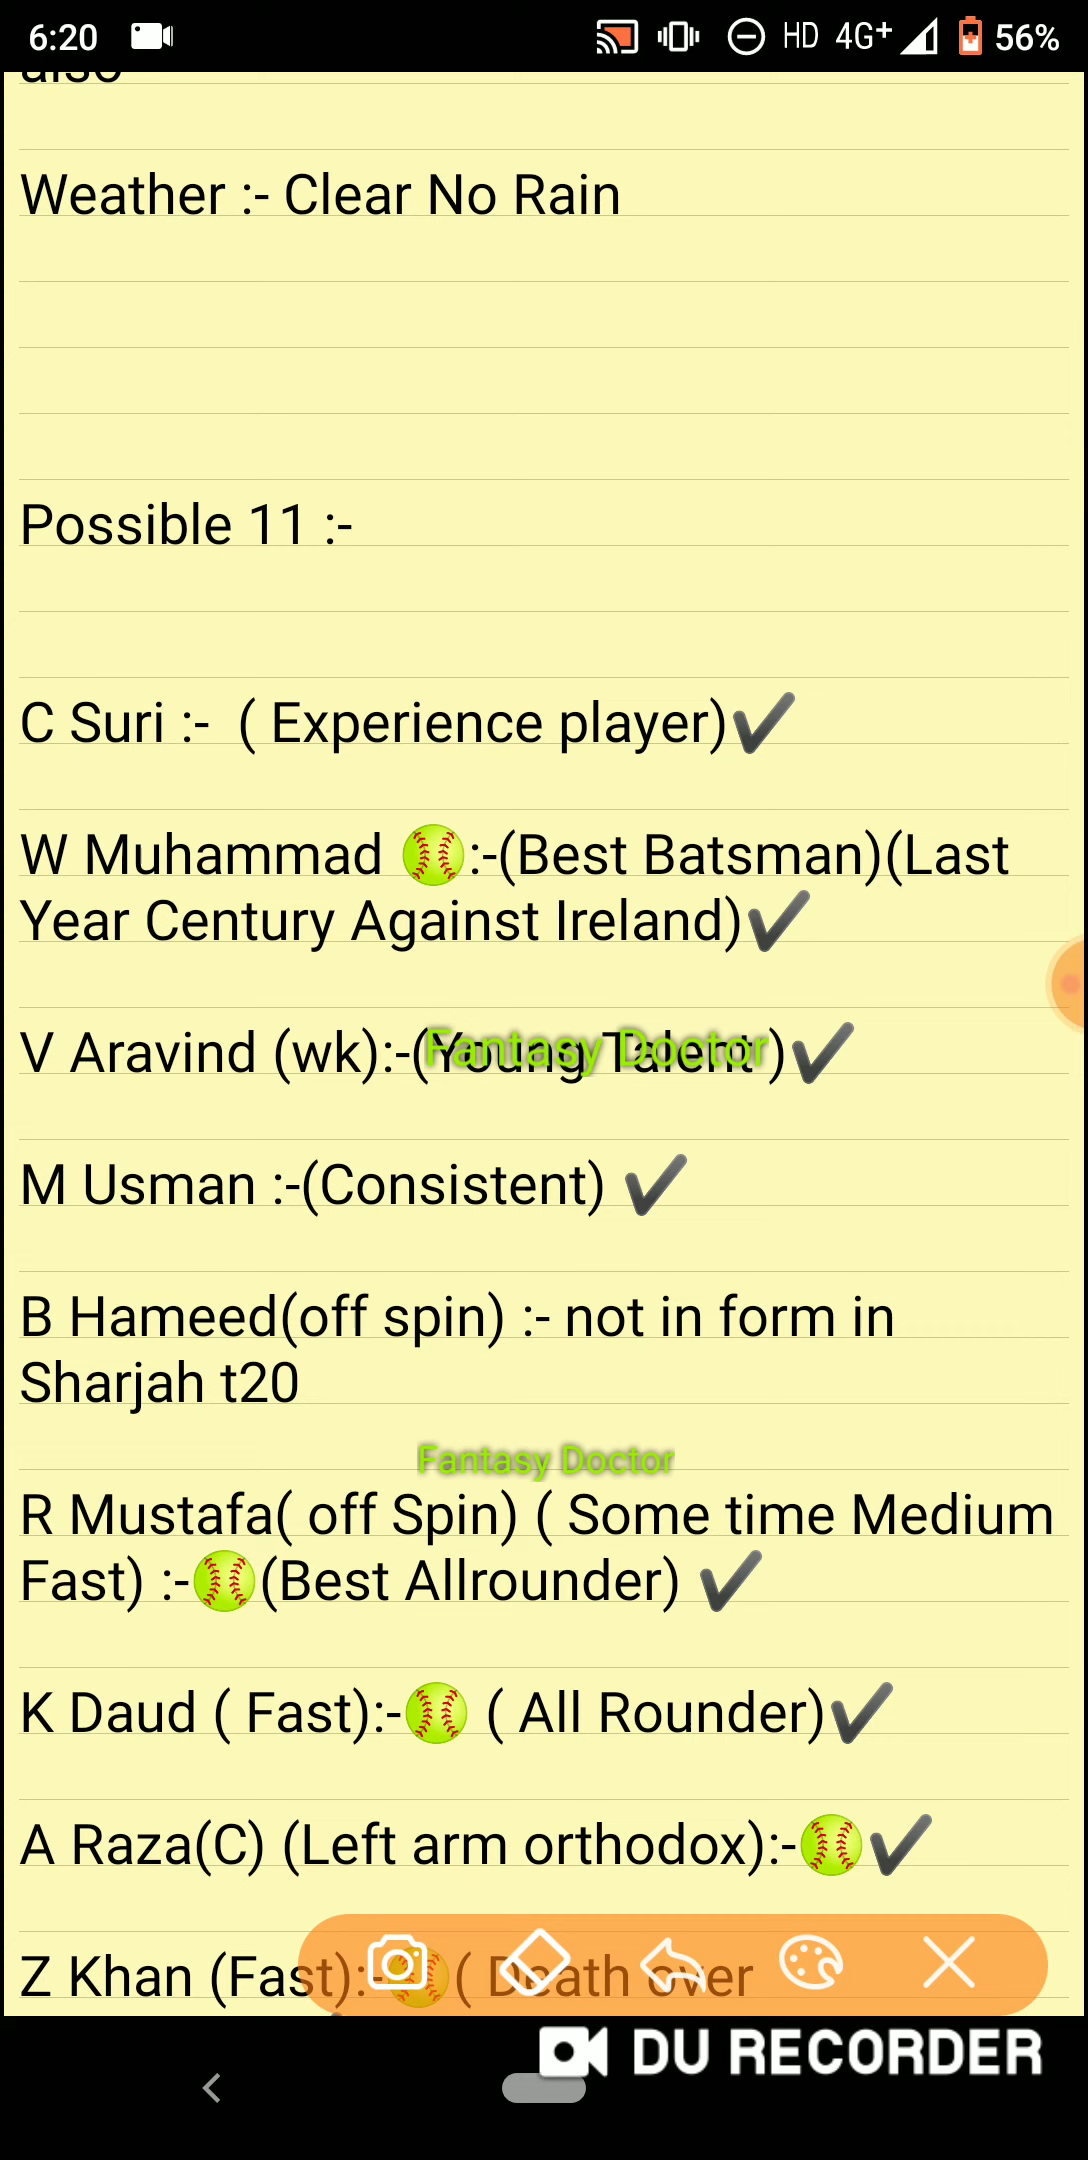 6:20 HD 4G+ 56%
also
Weather :- Clear No Rain
Possible 11 :-
C Suri :-  ( Experience player)✔
W Muhammad 🥎:-(Best Batsman)(Last
Year Century Against Ireland)✔
V Aravind (wk):-(Young Talent )✔
Fantasy Doctor
M Usman :-(Consistent) ✔
B Hameed(off spin) :- not in form in
Sharjah t20
Fantasy Doctor
R Mustafa( off Spin) ( Some time Medium
Fast) :-🥎(Best Allrounder) ✔
K Daud ( Fast):-🥎 ( All Rounder)✔
A Raza(C) (Left arm orthodox):-🥎✔
Z Khan (Fast):-🥎( Death over
DU RECORDER